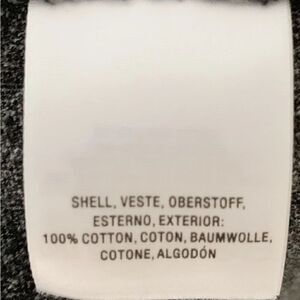 SHELL, VESTE, OBERSTOFF,
ESTERNO, EXTERIOR:
100% COTTON, COTON, BAUMWOLLE,
COTONE, ALGODÓN